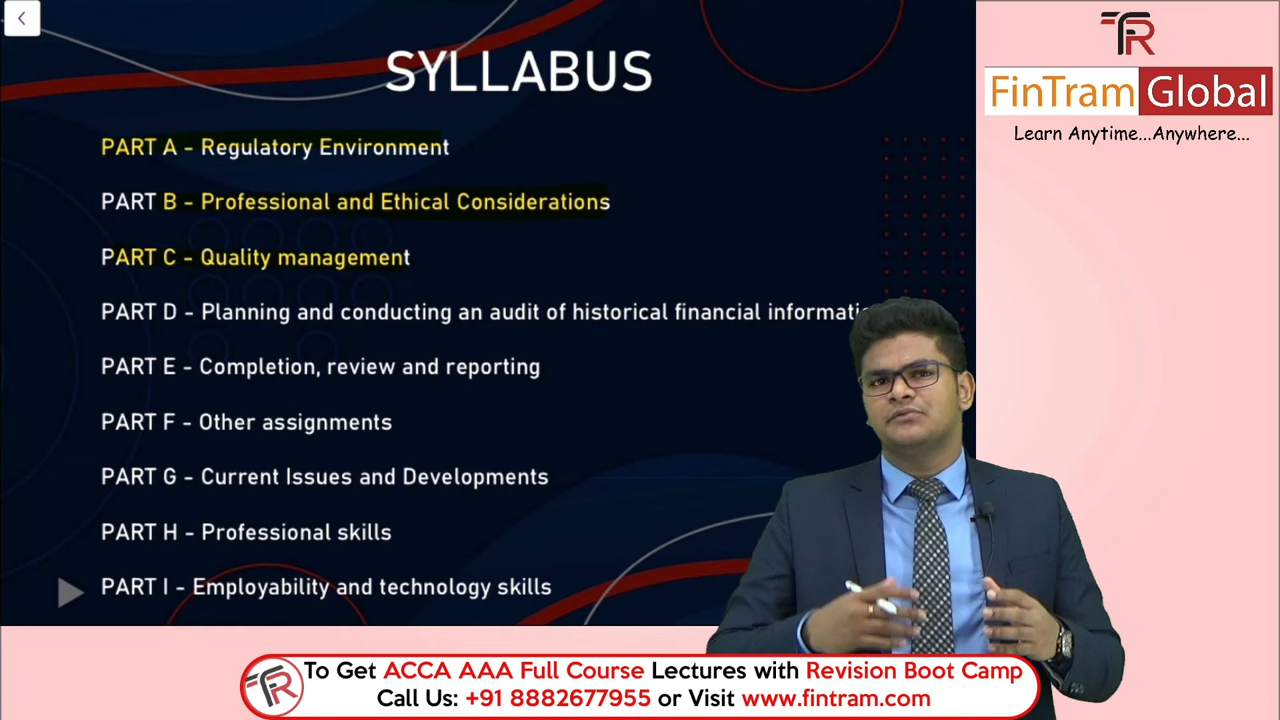 SYLLABUS
PART A - Regulatory Environment
PART B - Professional and Ethical Considerations
PART C - Quality management
PART D - Planning and conducting an audit of historical financial
PART E - Completion, review and reporting
PART F - Other assignments
PART G - Current Issues and Developments
PART H - Professional skills
PART I - Employability and technology skills
FinTram Global
Learn Anytime...Anywhere...
To Get ACCA AAA Full Course Lectures with Revision Boot Camp
Call Us: +91 8882677955 or Visit www.fintram.com